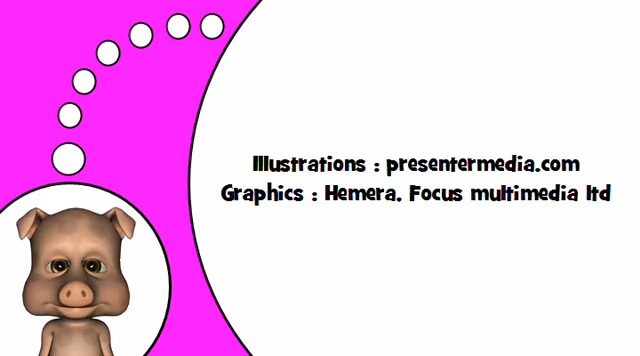 Illustrations : presentermedia.com
Graphics : Hemera. Focus multimedia ltd